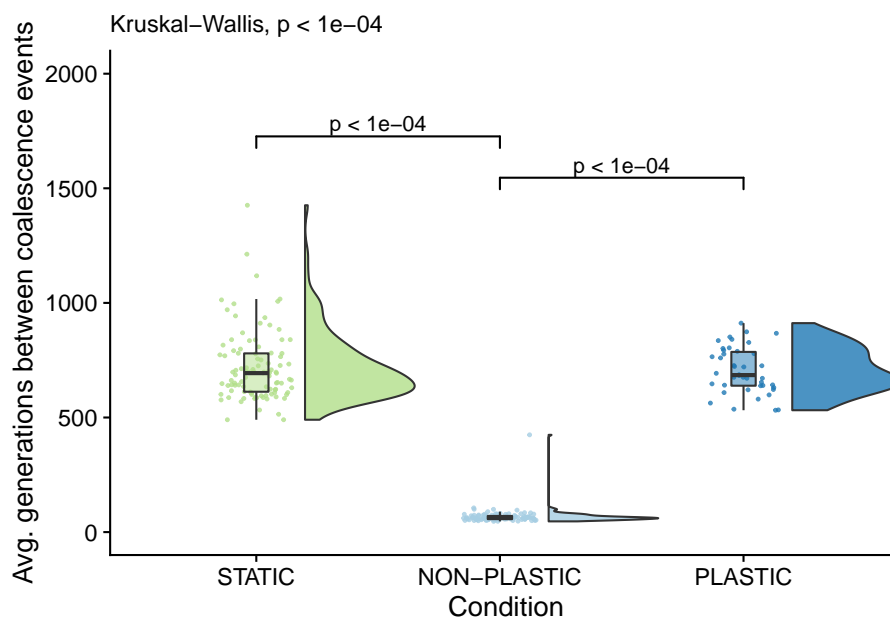 Kruskal−Wallis, p < 1e−04
2000
1500
1000
500
0
Avg. generations between coalescence events
p < 1e−04
p < 1e−04
STATIC
NON−PLASTIC
PLASTIC
Condition